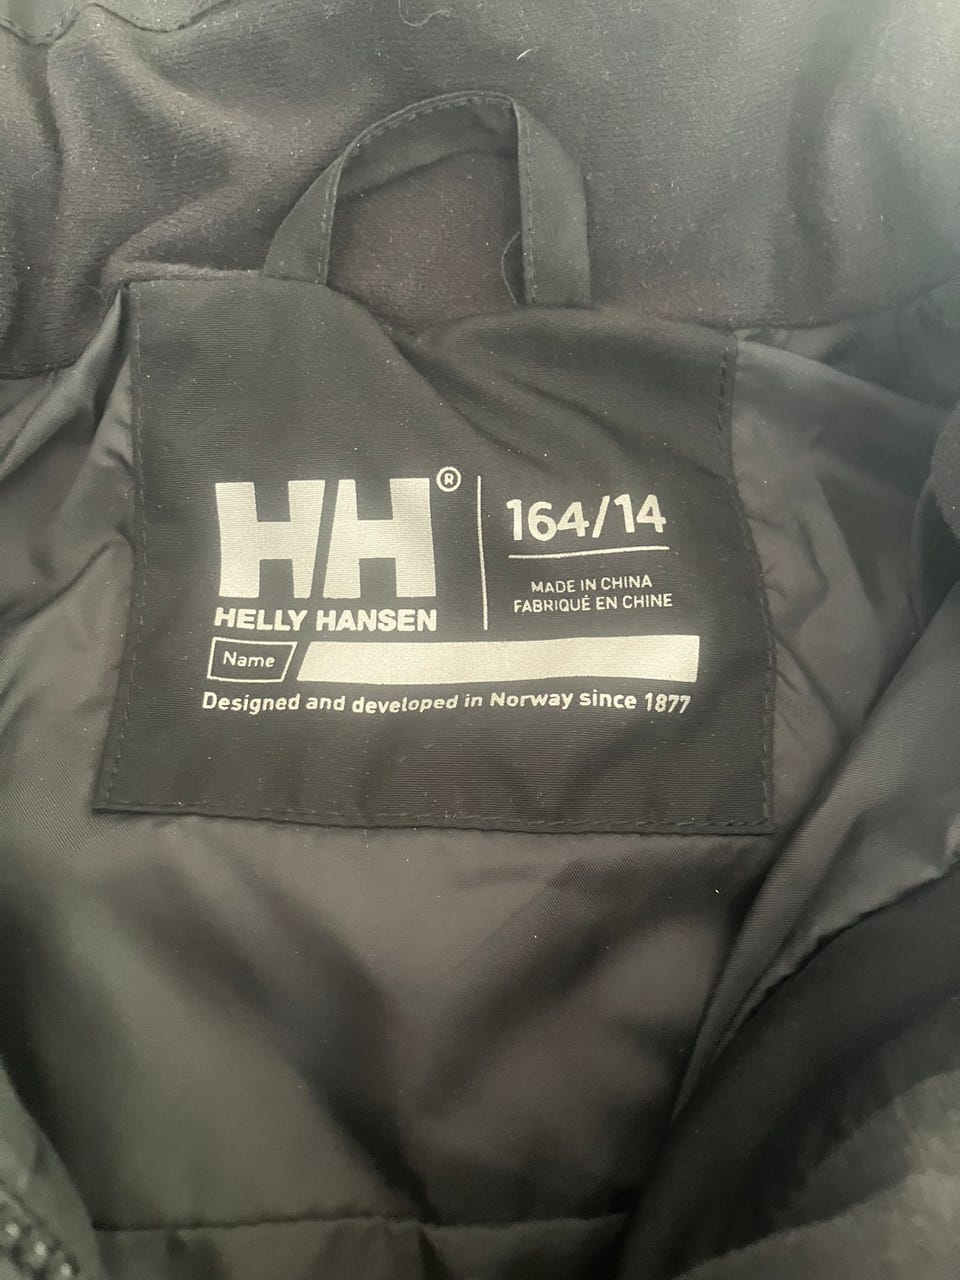 HH®
HELLY HANSEN
164/14
MADE IN CHINA
FABRIQUÉ EN CHINE
Name
Designed and developed in Norway since 1877